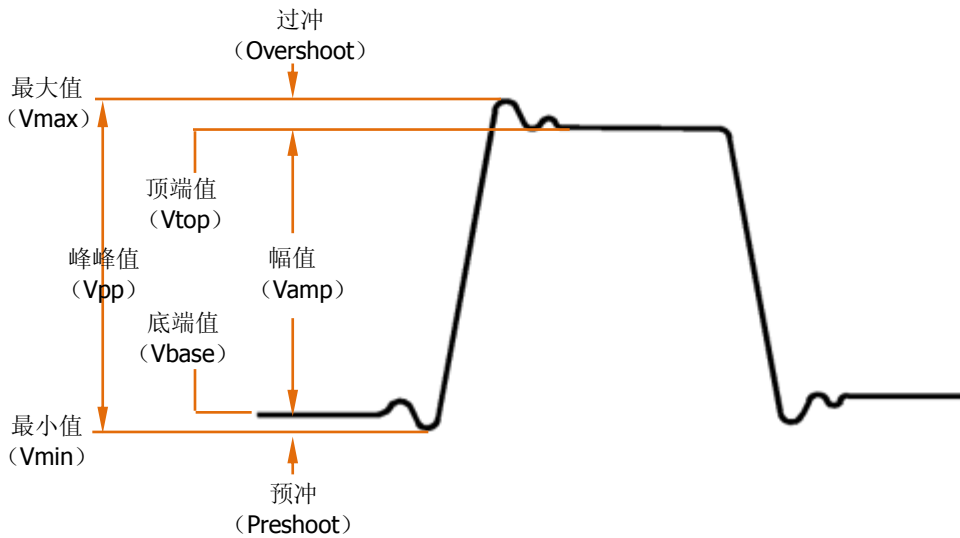 过冲
（Overshoot）
最大值
（Vmax）
顶端值
（Vtop）
峰峰值
（Vpp）
幅值
（Vamp）
底端值
（Vbase）
最小值
（Vmin）
预冲
（Preshoot）